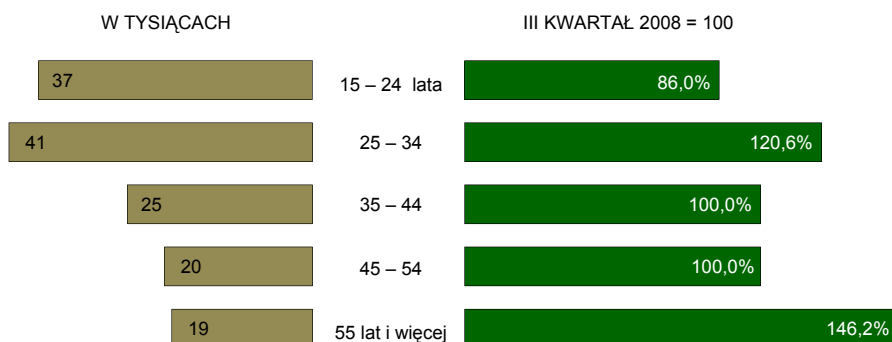 W TYSIĄCACH III KWARTAŁ 2008 = 100
37 15 – 24 lata 86,0%
41 25 – 34 120,6%
25 35 – 44 100,0%
20 45 – 54 100,0%
19 55 lat i więcej 146,2%